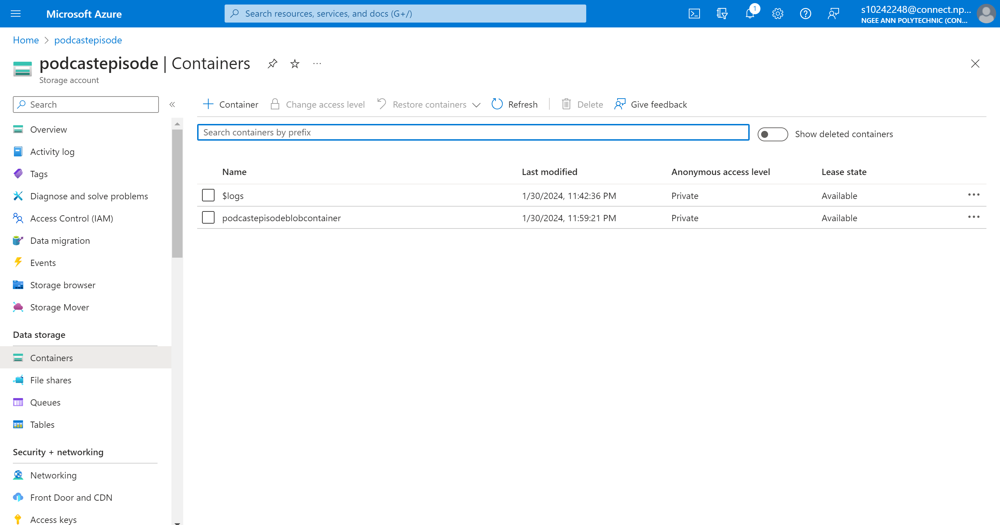 Microsoft Azure
Search resources, services, and docs (G+/)
1
s10242248@connect.np...
NGEE ANN POLYTECHNIC (CON...
Home > podcastepisode
podcastepisode | Containers
Storage account
Search
Container
Change access level
Restore containers
Refresh
Delete
Give feedback
Search containers by prefix
Show deleted containers
Overview
Activity log
Tags
Diagnose and solve problems
Access Control (IAM)
Data migration
Events
Storage browser
Storage Mover
Data storage
Containers
File shares
Queues
Tables
Security + networking
Networking
Front Door and CDN
Access keys
Name Last modified Anonymous access level Lease state
$logs 1/30/2024, 11:42:36 PM Private Available
podcastepisodeblobcontainer 1/30/2024, 11:59:21 PM Private Available